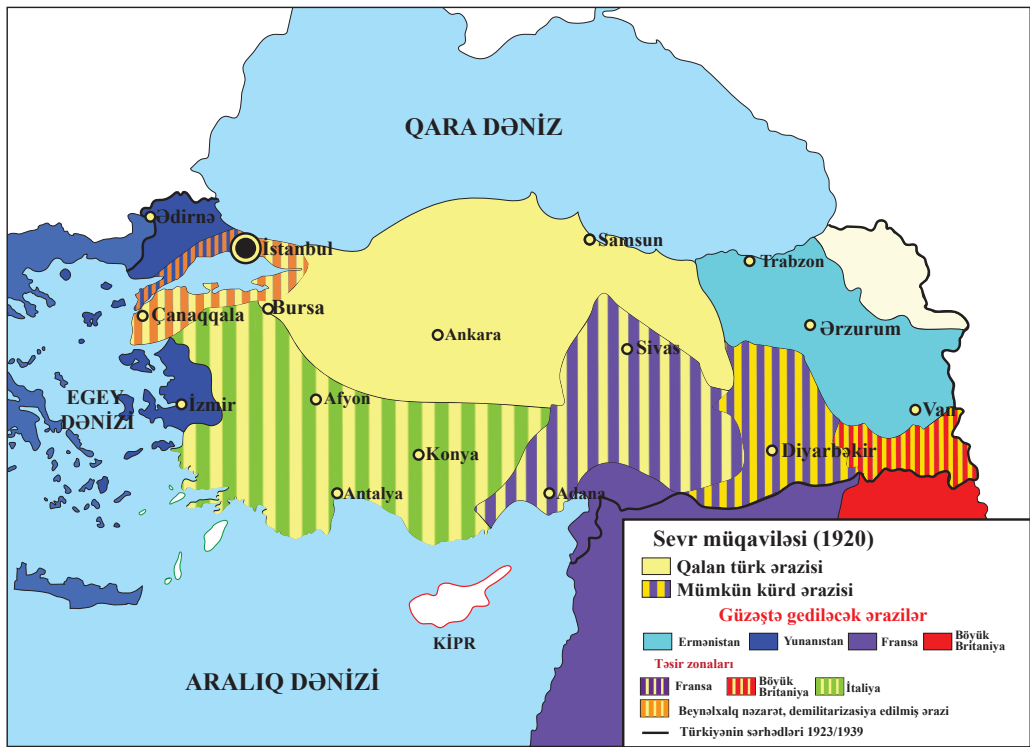 QARA DƏNİZ
Ədirnə
İstanbul
Samsun
Trabzon
Çanaqqala
Bursa
Ankara
Sivas
Ərzurum
EGEY
DƏNİZİ
İzmir
Afyon
Van
Konya
Diyarbəkir
Antalya
Adana
KİPR
ARALIQ DƏNİZİ
Sevr müqaviləsi (1920)
Qalan türk ərazisi
Mümkün kürd ərazisi
Güzəştə gediləcək ərazilər
Ermənistan
Yunanıstan
Fransa
Böyük
Britaniya
Təsir zonaları
Fransa
Böyük
Britaniya
İtaliya
Beynəlxalq nəzarət, demilitarizasiya edilmiş ərazi
Türkiyənin sərhədləri 1923/1939